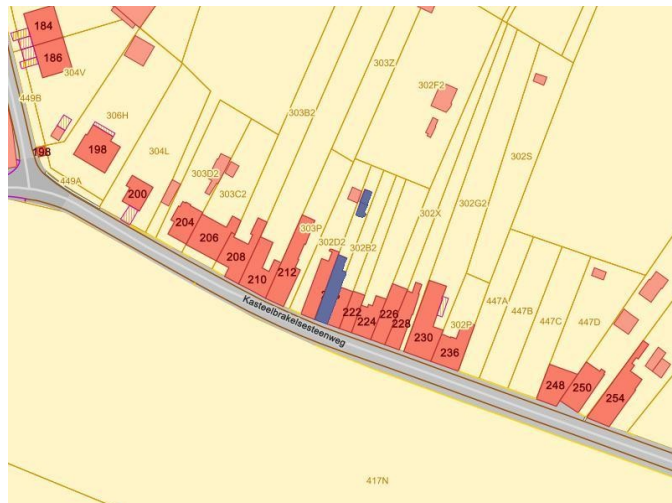 184
186
304V
449B
306H
198
198
449A
304L
200
303D2
303C2
204
206
208
210
212
303B2
303Z
302F2
303P
302D2
302B2
302X
302G2
302S
222
224
226
228
230
236
302P
447A
447B
447C
447D
248
250
254
Kasteelbrakelsesteenweg
417N